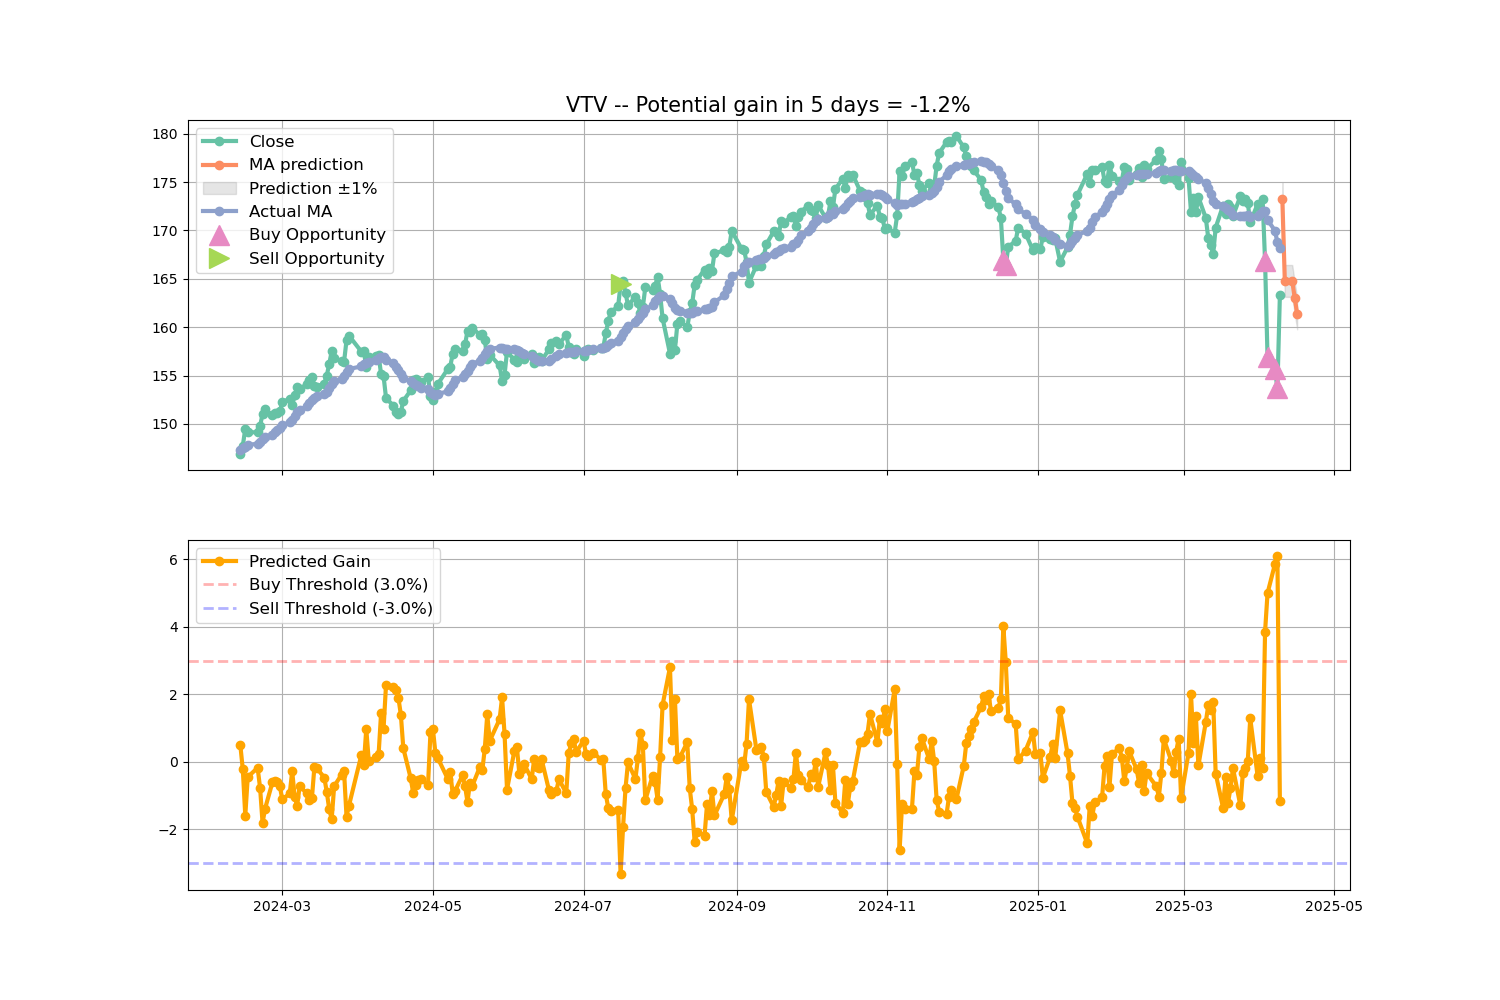 VTV -- Potential gain in 5 days = -1.2%
180
175
170
165
160
155
150
Close
MA prediction
Prediction ±1%
Actual MA
Buy Opportunity
Sell Opportunity
6
4
2
0
−2
Predicted Gain
Buy Threshold (3.0%)
Sell Threshold (-3.0%)
2024-03
2024-05
2024-07
2024-09
2024-11
2025-01
2025-03
2025-05